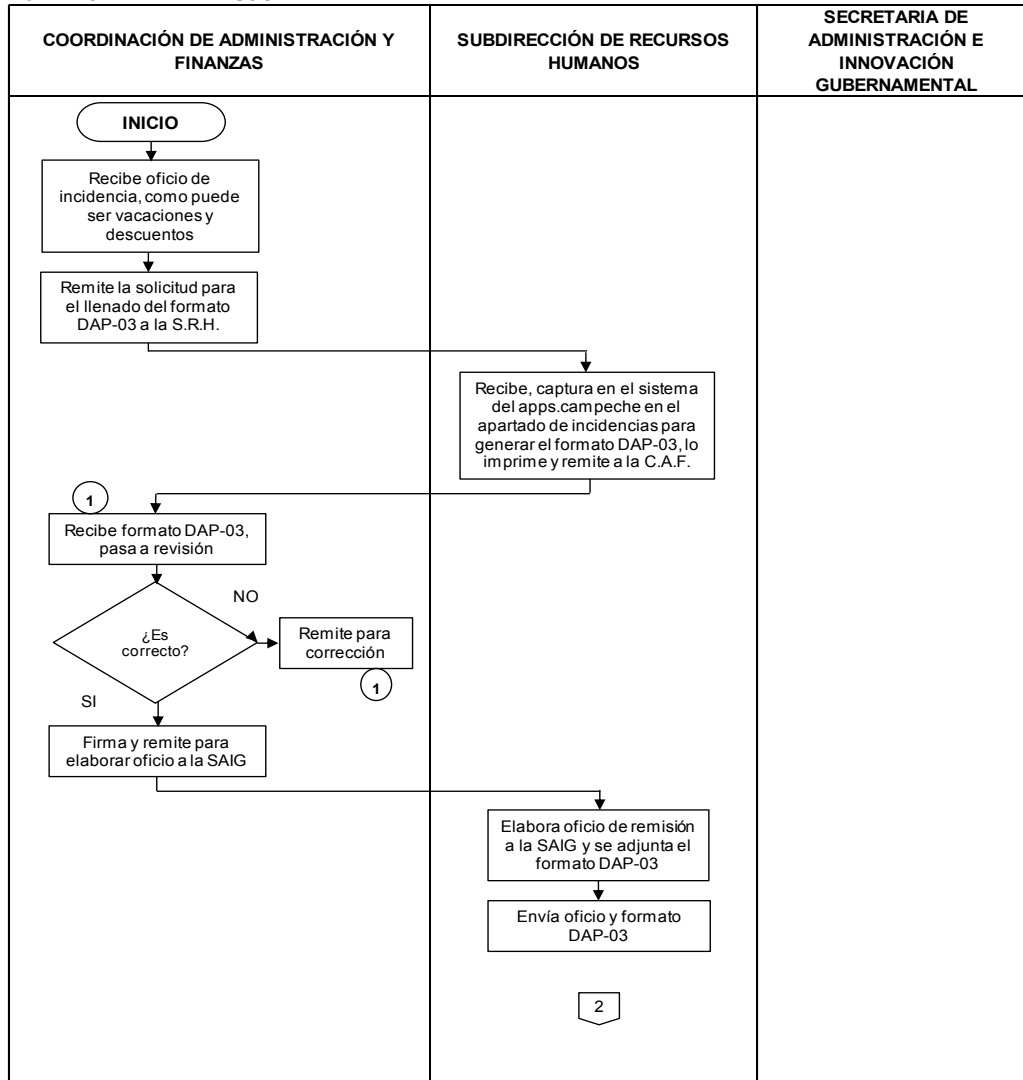 COORDINACIÓN DE ADMINISTRACIÓN Y
FINANZAS
SUBDIRECCIÓN DE RECURSOS
HUMANOS
SECRETARIA DE
ADMINISTRACIÓN E
INNOVACIÓN
GUBERNAMENTAL
INICIO
Recibe oficio de
incidencia, como puede
ser vacaciones y
descuentos
Remite la solicitud para
el llenado del formato
DAP-03 a la S.R.H.
Recibe, captura en el sistema
del apps.campeche en el
apartado de incidencias para
generar el formato DAP-03, lo
imprime y remite a la C.A.F.
1
Recibe formato DAP-03,
pasa a revisión
¿Es
correcto?
NO
Remite para
corrección
1
SI
Firma y remite para
elaborar oficio a la SAIG
Elabora oficio de remisión
a la SAIG y se adjunta el
formato DAP-03
Envía oficio y formato
DAP-03
2